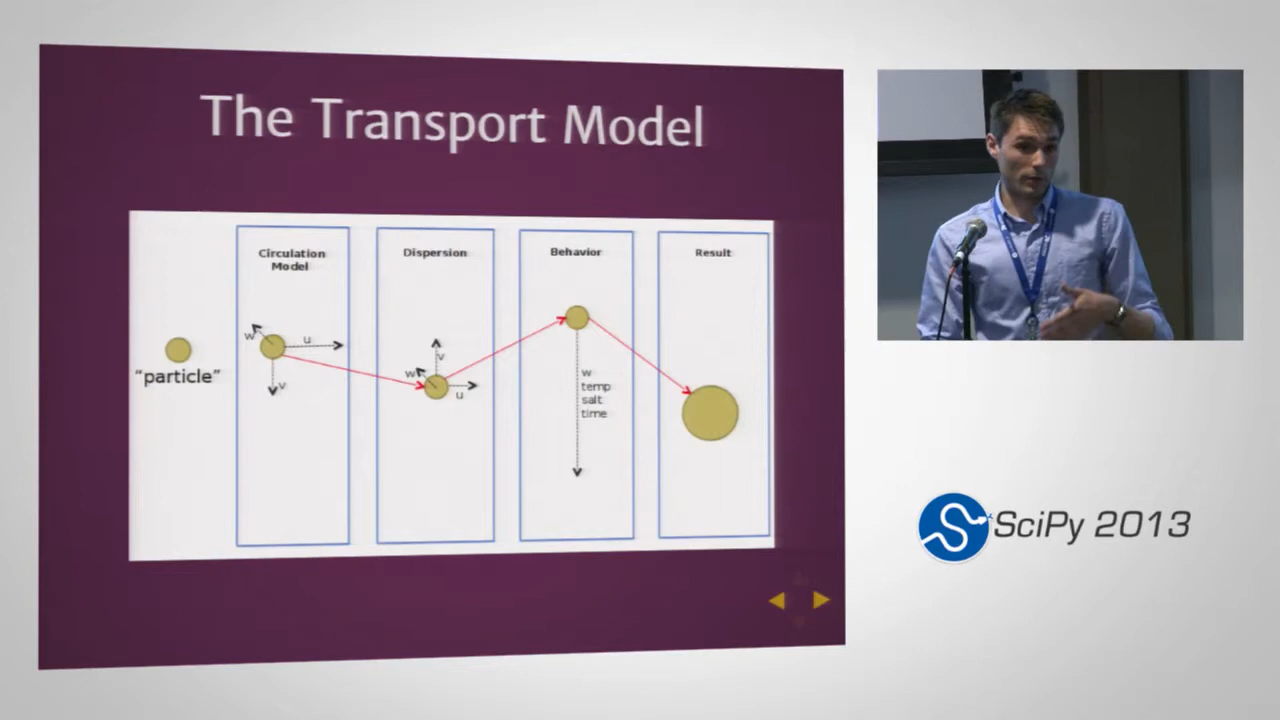 The Transport Model
Circulation
Model
Dispersion
Behavior
Result
w
u
v
"particle"
v
w
u
w
temp
salt
time
SciPy 2013